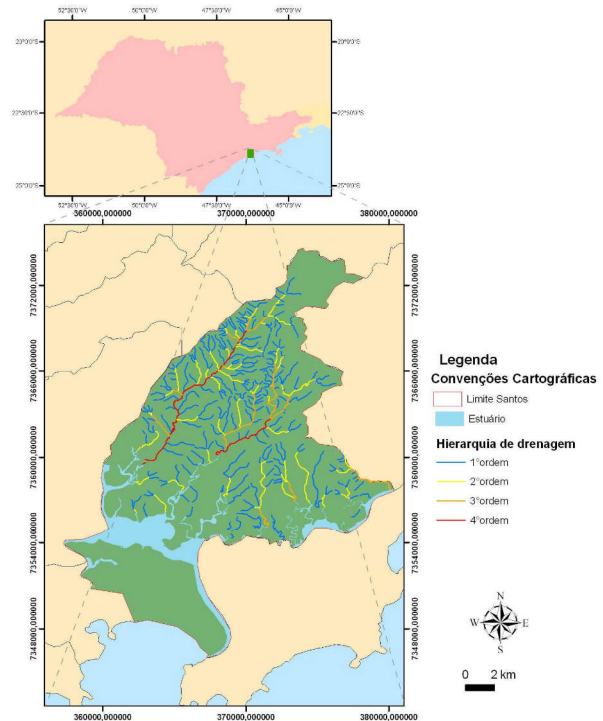 52°30'0"W 50°0'0"W 47°30'0"W 45°0'0"W
20°0'0"S 20°0'0"S
22°30'0"S 22°30'0"S
25°0'0"S 25°0'0"S
52°30'0"W 50°0'0"W 47°30'0"W 45°0'0"W
360000,000000 370000,000000 380000,000000
7372000,000000 7372000,000000
7366000,000000 7366000,000000
7360000,000000 7360000,000000
7354000,000000 7354000,000000
7348000,000000 7348000,000000
360000,000000 370000,000000 380000,000000
Legenda
Convenções Cartográficas
Limite Santos
Estuário
Hierarquia de drenagem
1°ordem
2°ordem
3°ordem
4°ordem
N
W E
S
0 2 km